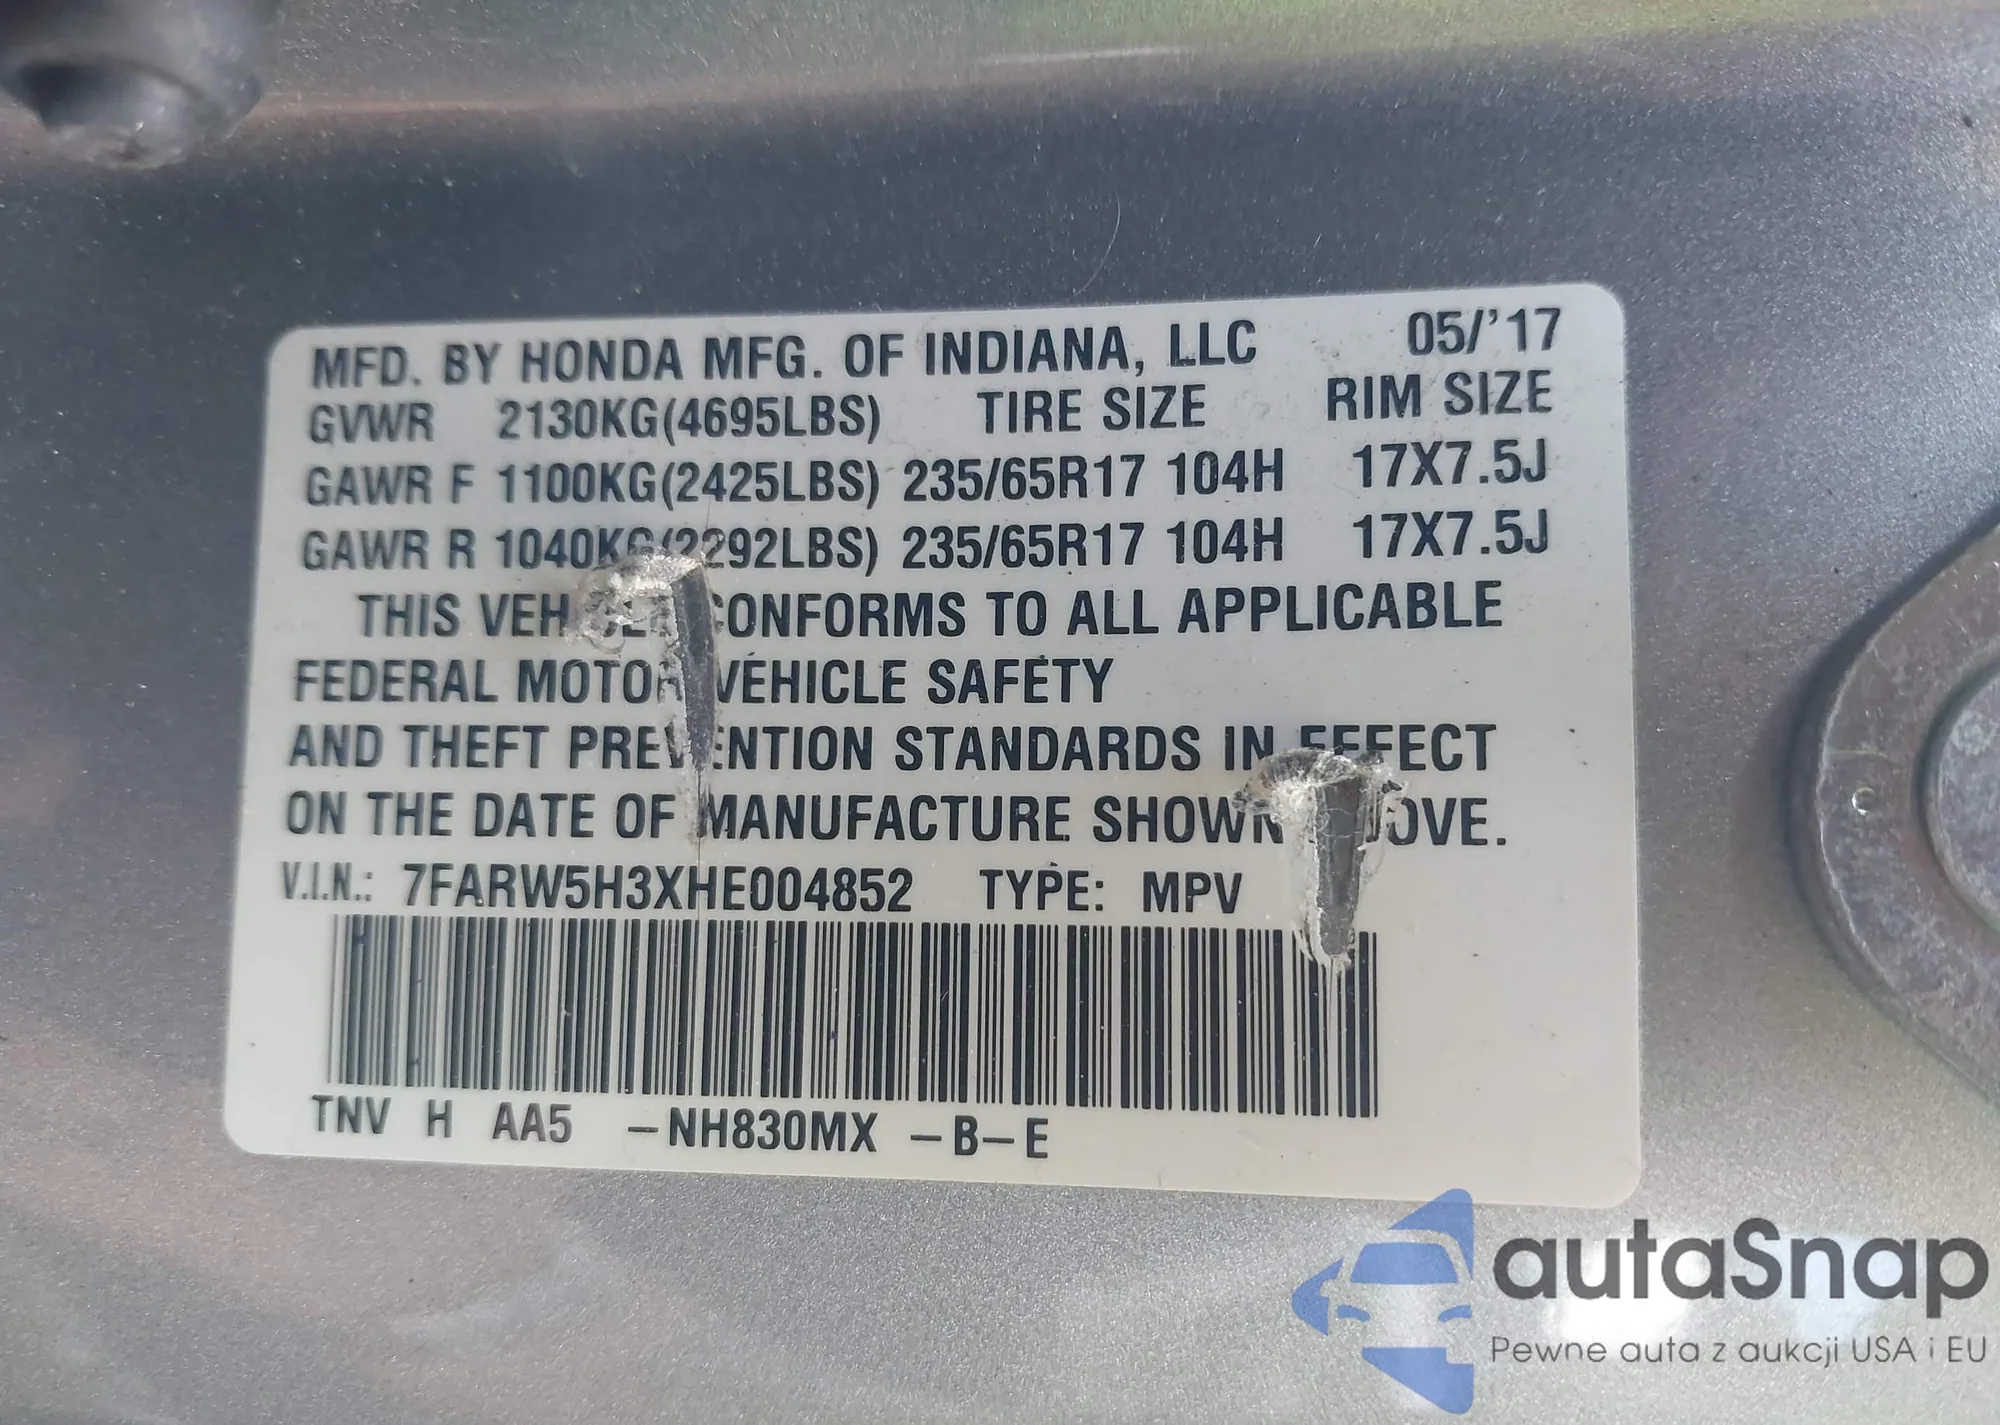 MFD. BY HONDA MFG. OF INDIANA, LLC 05/'17
GVWR 2130KG(4695LBS) TIRE SIZE RIM SIZE
GAWR F 1100KG(2425LBS) 235/65R17 104H 17X7.5J
GAWR R 1040KG(2292LBS) 235/65R17 104H 17X7.5J
THIS VEHICLE CONFORMS TO ALL APPLICABLE
FEDERAL MOTOR VEHICLE SAFETY
AND THEFT PREVENTION STANDARDS IN EFFECT
ON THE DATE OF MANUFACTURE SHOWN ABOVE.
V.I.N.: 7FARW5H3XHE004852 TYPE: MPV
TNV H AA5 -NH830MX -B-E
autaSnap
Pewne auta z aukcji USA i EU